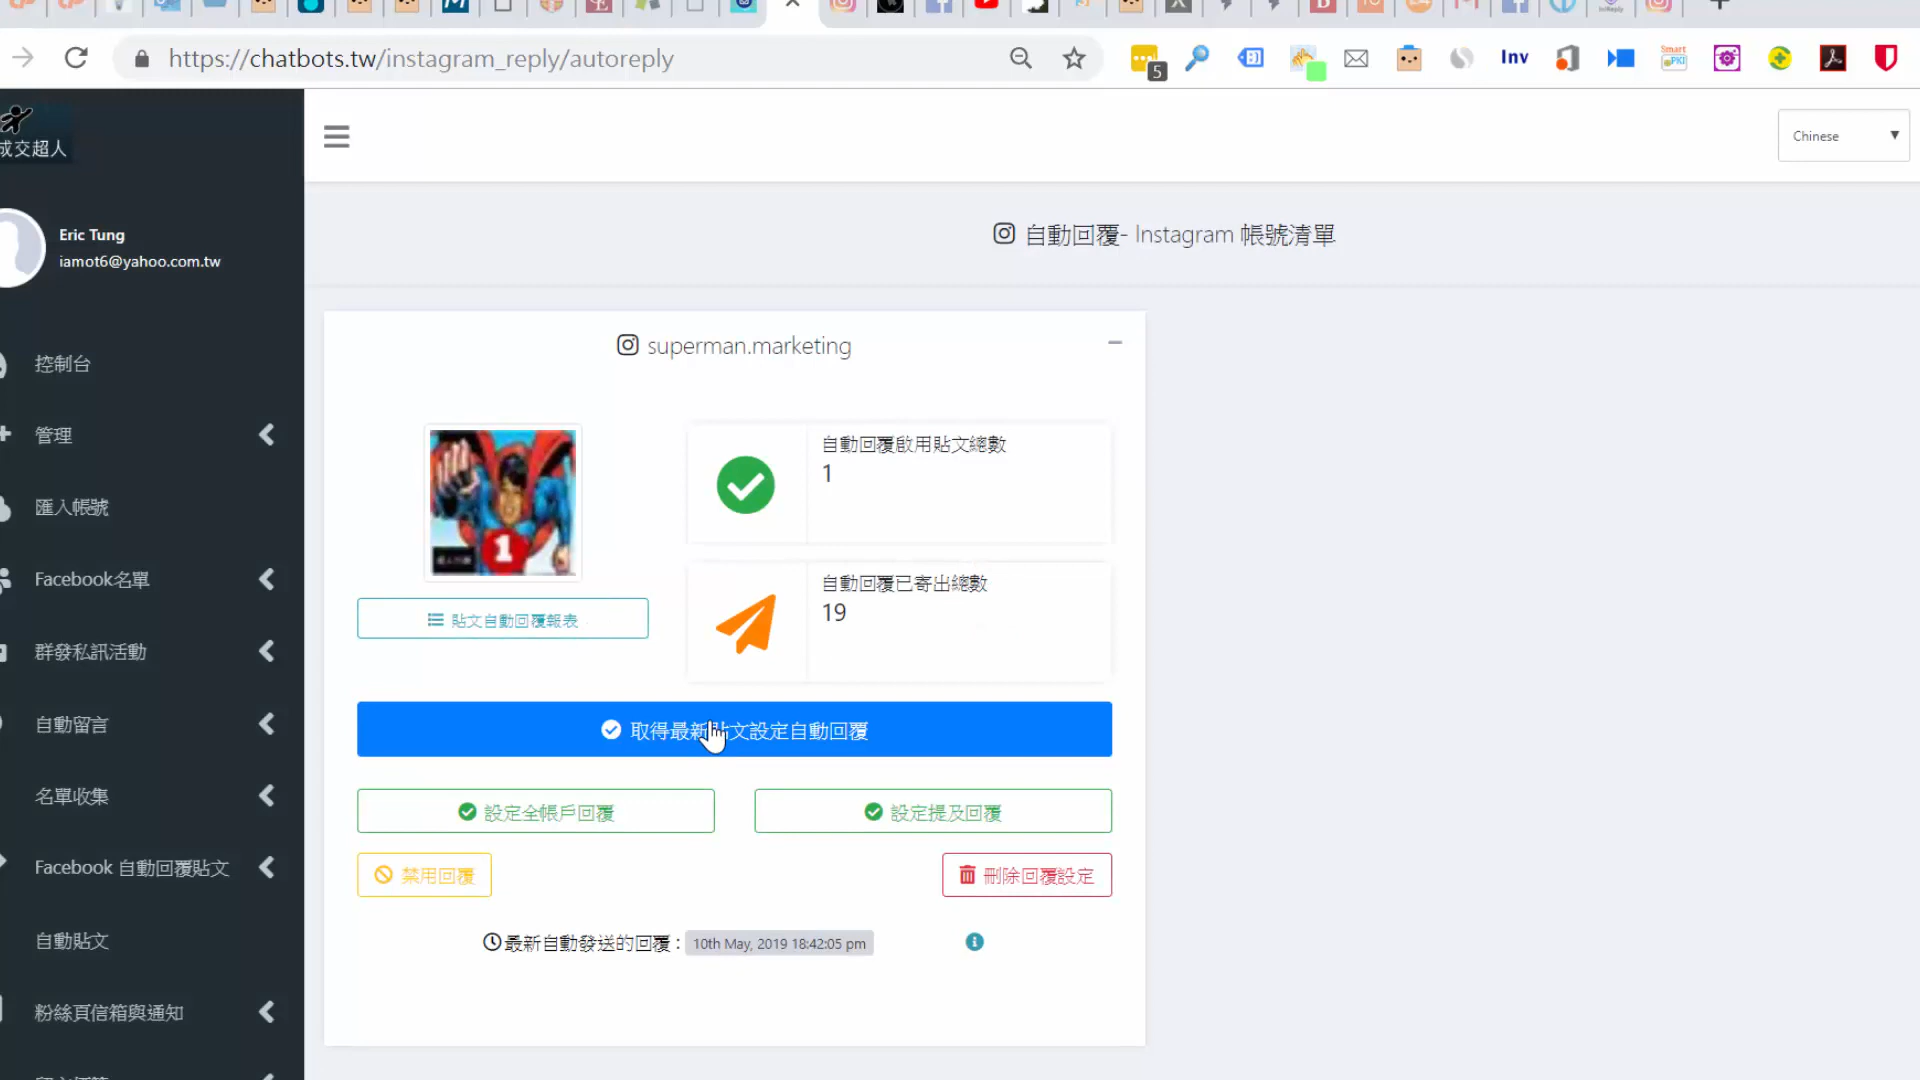 https://chatbots.tw/instagram_reply/autoreply
5
Inv
Smart
PKI
成交超人
Chinese
Eric Tung
iamot6@yahoo.com.tw
自動回覆- Instagram 帳號清單
superman.marketing
控制台
管理
匯入帳號
Facebook名單
群發私訊活動
自動留言
名單收集
Facebook 自動回覆貼文
自動貼文
粉絲頁信箱與通知
自動回覆啟用貼文總數
1
1
自動回覆已寄出總數
19
貼文自動回覆報表
取得最新貼文設定自動回覆
設定全帳戶回覆
設定提及回覆
禁用回覆
刪除回覆設定
最新自動發送的回覆 : 10th May, 2019 18:42:05 pm